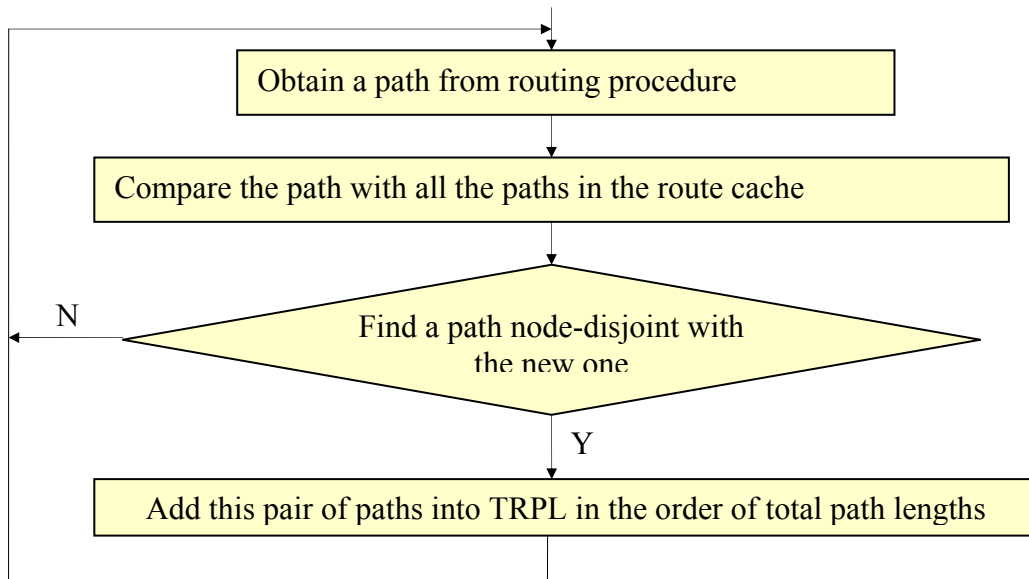 Obtain a path from routing procedure
Compare the path with all the paths in the route cache
N
Find a path node-disjoint with
the new one
Y
Add this pair of paths into TRPL in the order of total path lengths